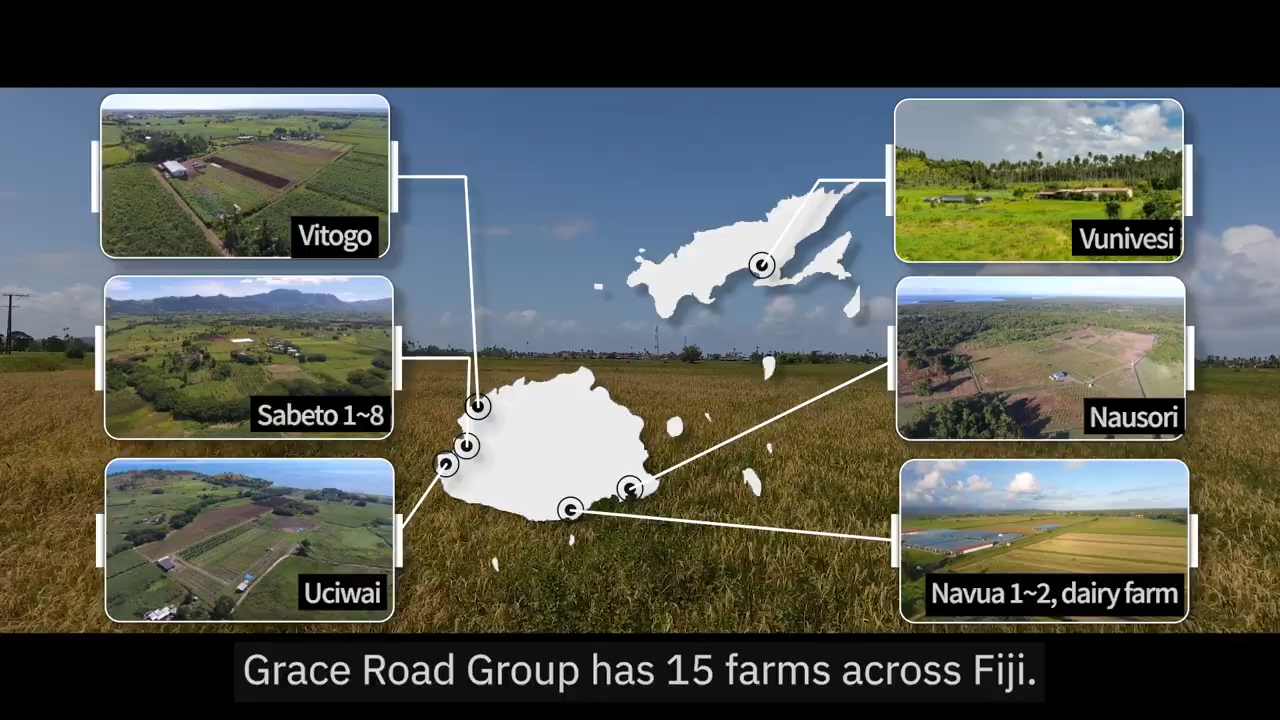 Vitogo
Vunivesi
Sabeto 1~8
Nausori
Uciwai
Navua 1~2, dairy farm
Grace Road Group has 15 farms across Fiji.